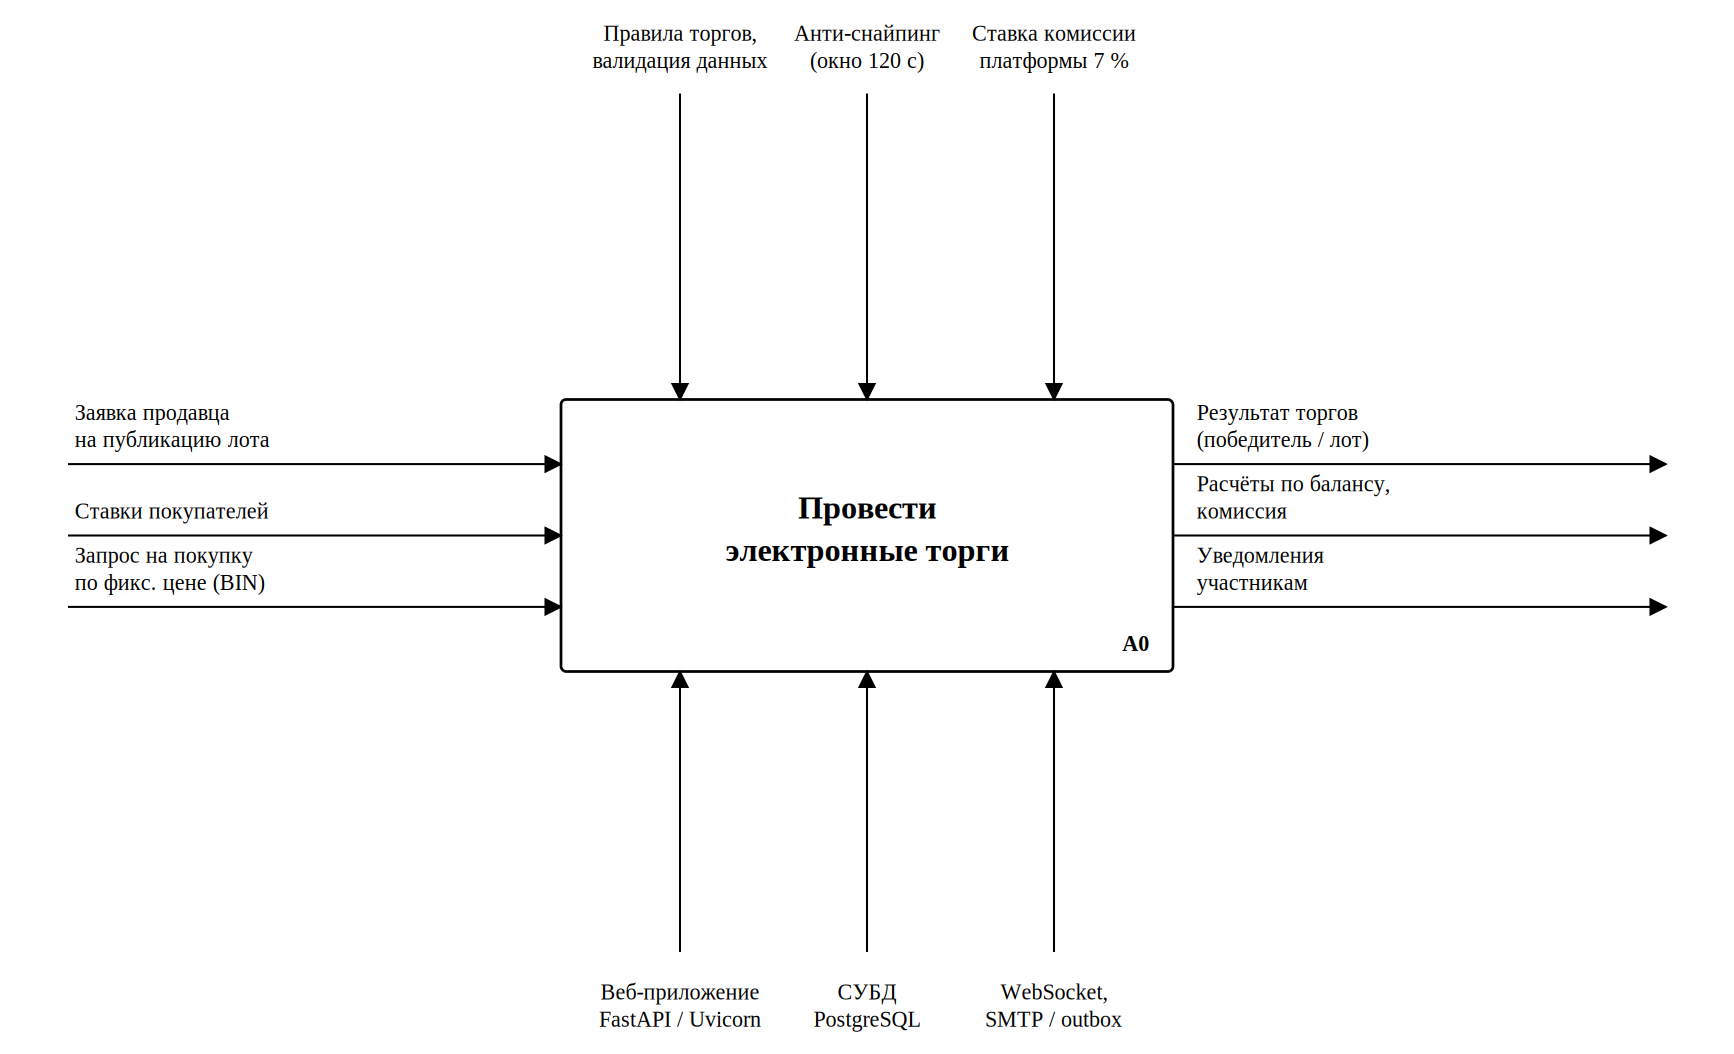 Правила торгов,
валидация данных
Анти-снайпинг
(окно 120 с)
Ставка комиссии
платформы 7 %
Заявка продавца
на публикацию лота
Ставки покупателей
Запрос на покупку
по фикс. цене (BIN)
Провести
электронные торги
A0
Результат торгов
(победитель / лот)
Расчёты по балансу,
комиссия
Уведомления
участникам
Веб-приложение
FastAPI / Uvicorn
СУБД
PostgreSQL
WebSocket,
SMTP / outbox